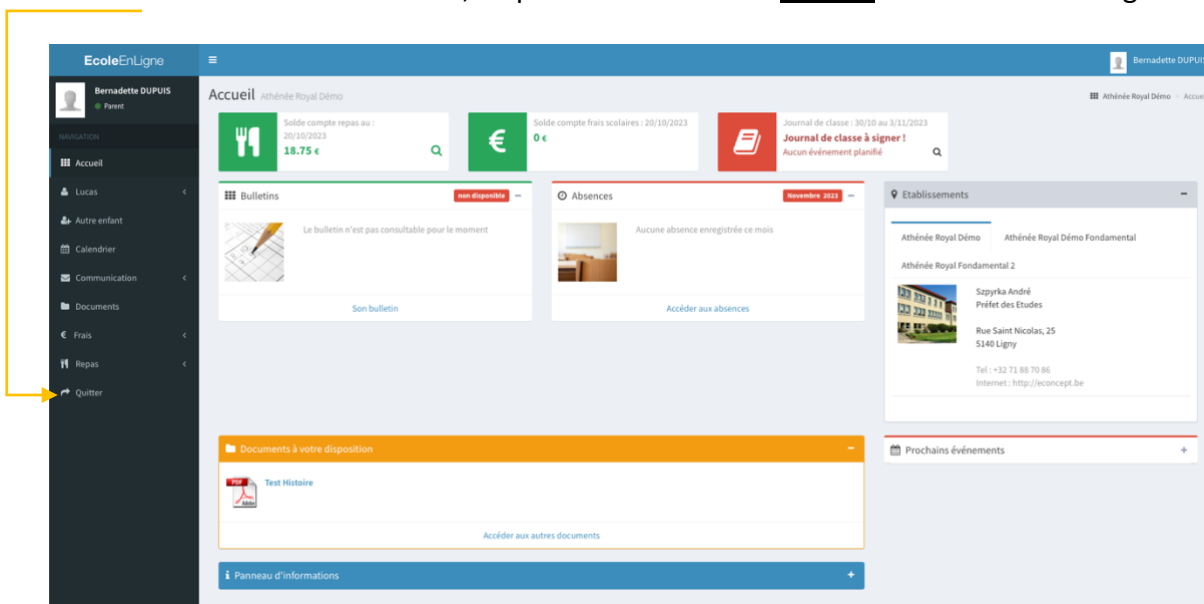 EcoleEnLigne
Bernadette DUPUIS
Bernadette DUPUIS
Parent
NAVIGATION
Accueil
Lucas
Autre enfant
Calendrier
Communication
Documents
€ Frais
Repas
Quitter
Accueil Athénée Royal Démo
Athénée Royal Démo > Accuei
Solde compte repas au :
20/10/2023
18.75 €
€
Solde compte frais scolaires : 20/10/2023
0 €
Journal de classe : 30/10 au 3/11/2023
Journal de classe à signer !
Aucun événement planifié
Bulletins
non disponible
Le bulletin n'est pas consultable pour le moment
Son bulletin
Absences
Novembre 2023
Aucune absence enregistrée ce mois
Accéder aux absences
Etablissements
Athénée Royal Démo Athénée Royal Démo Fondamental
Athénée Royal Fondamental 2
Szpyrka André
Préfet des Etudes
Rue Saint Nicolas, 25
5140 Ligny
Tel : +32 71 88 70 86
Internet : http://econcept.be
Documents à votre disposition
PDF
Adobe
Test Histoire
Accéder aux autres documents
Prochains événements
Panneau d'informations